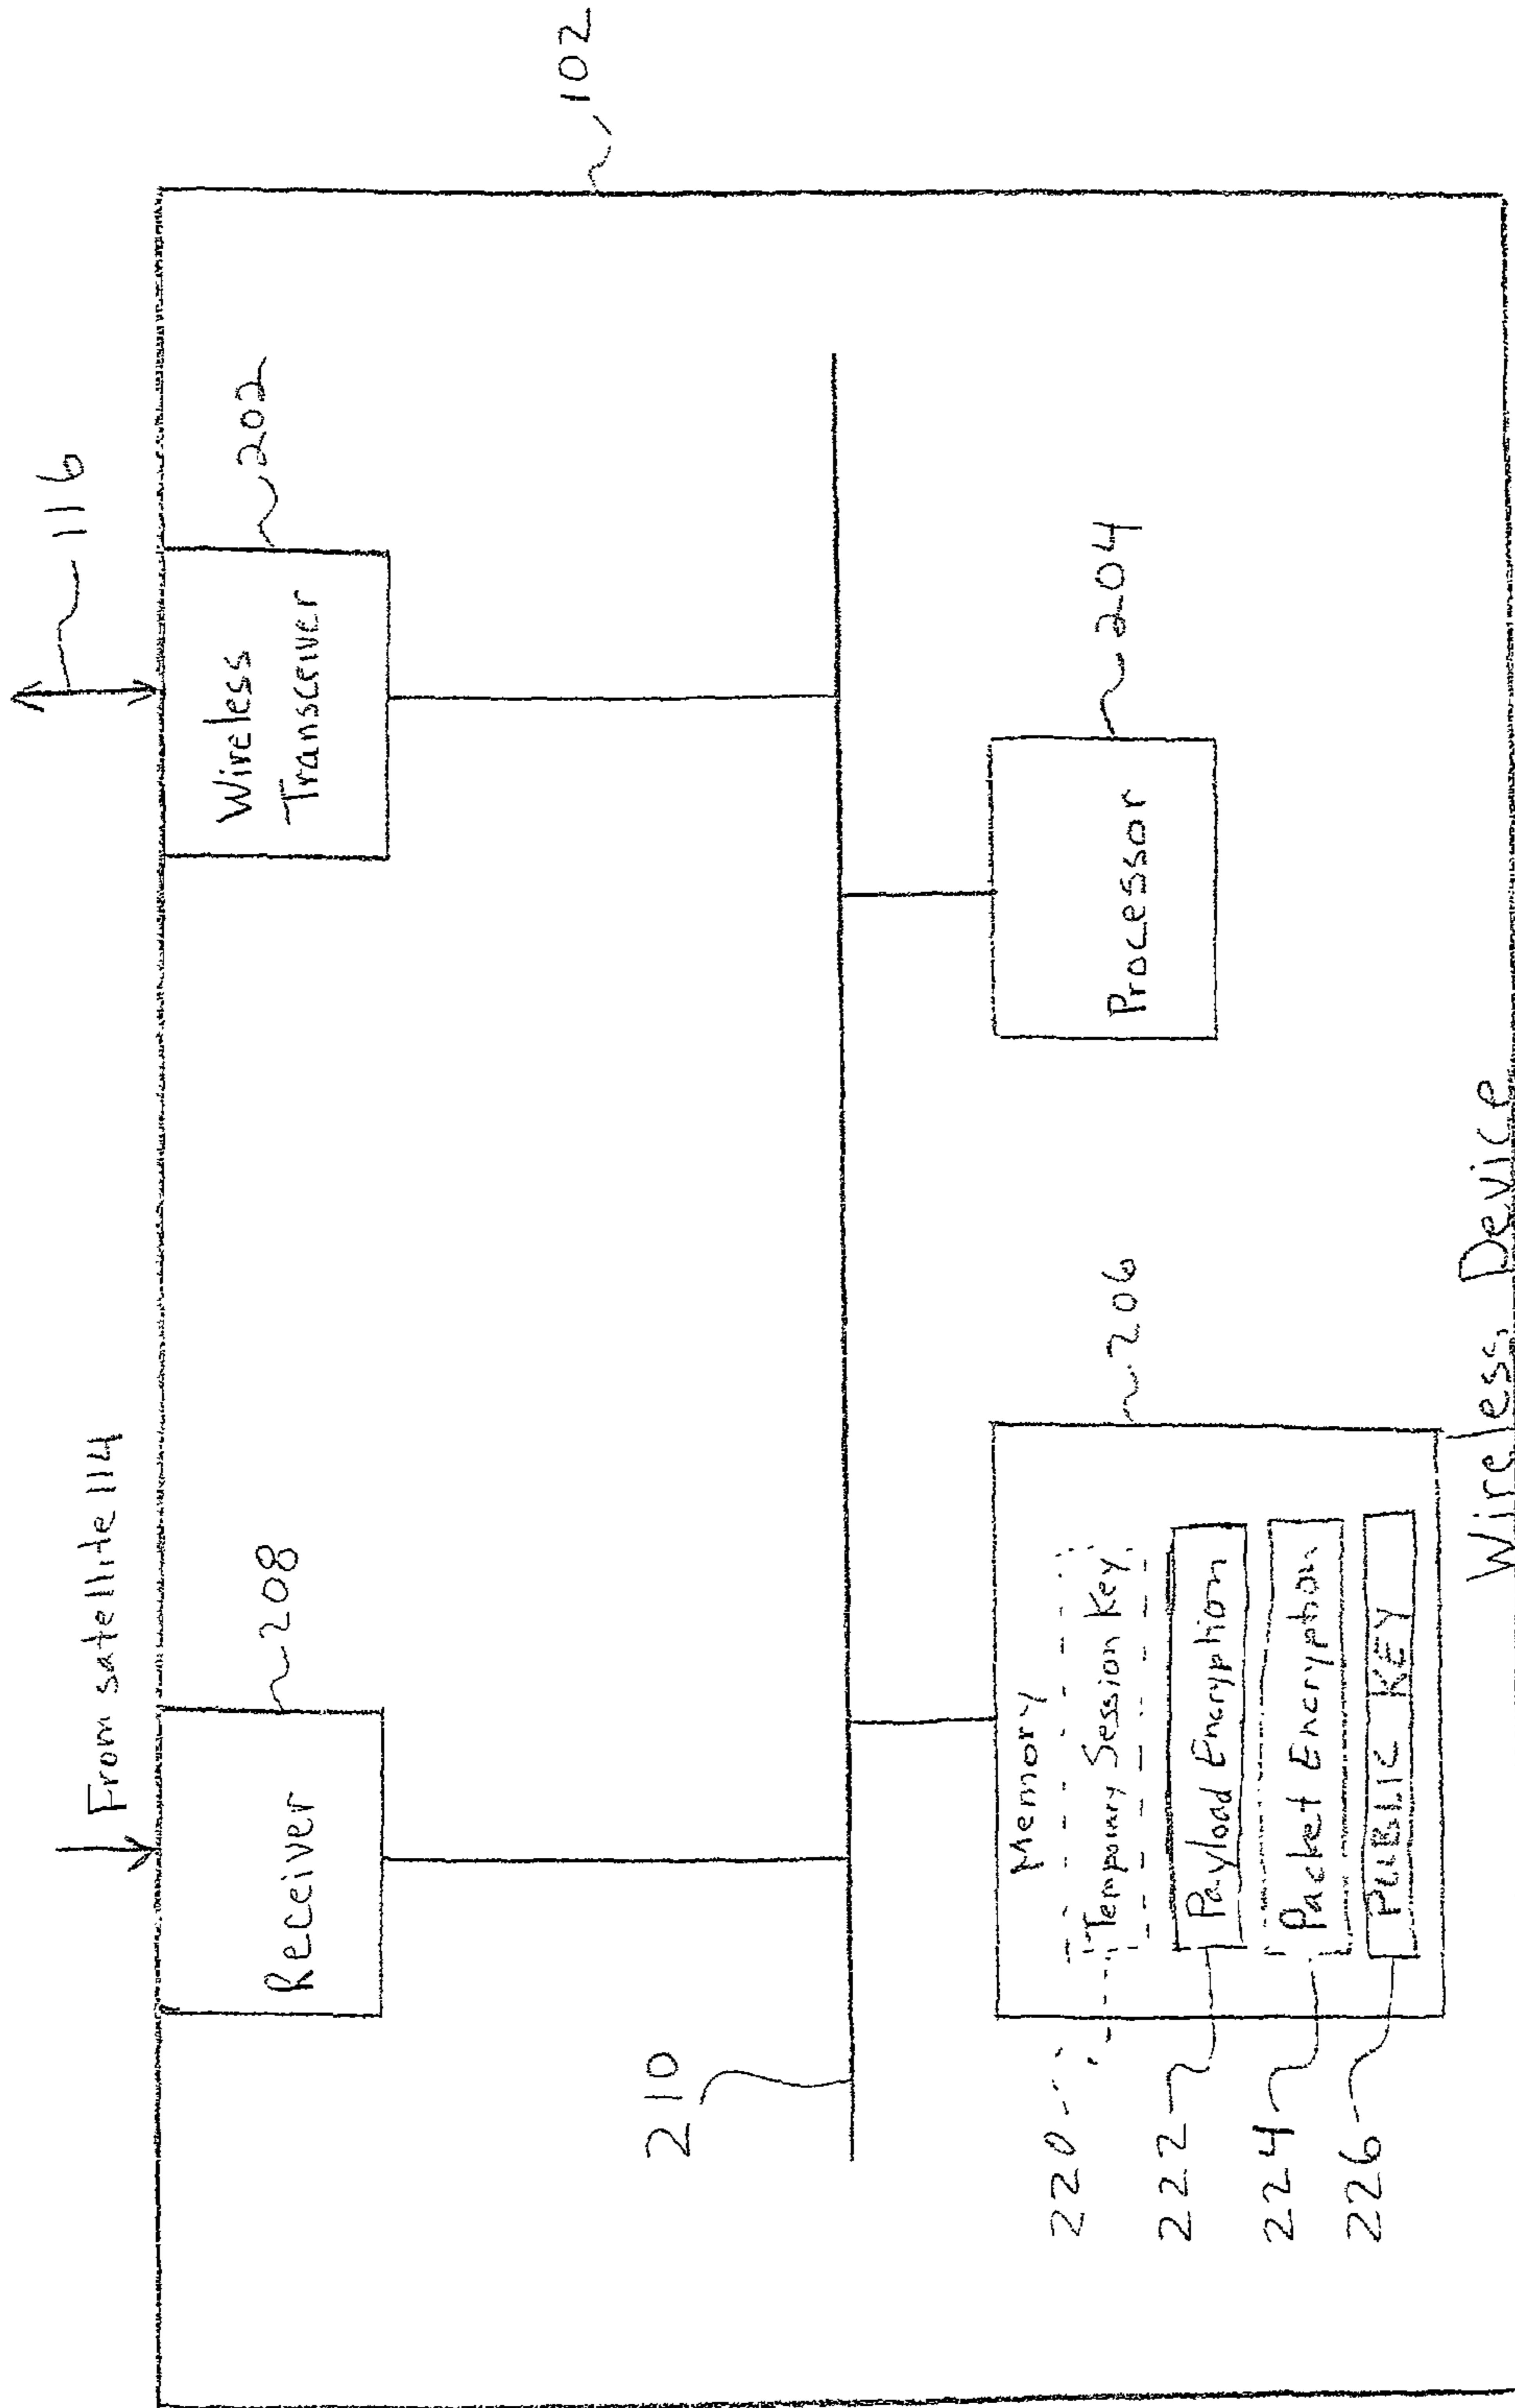 From satellite 114
116
208
202
102
Receiver
Wireless
Transceiver
210
206
204
Memory
Temporary Session Key
Payload Encryption
Packet Encryption
PUBLIC KEY
Processor
220
222
224
226
Wireless Device